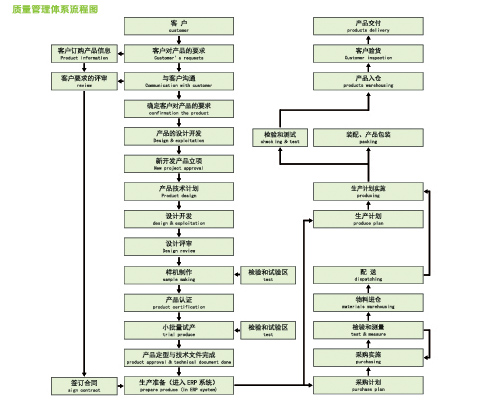 质量管理体系流程图
客 户
customer
客户订购产品信息
Product information
客户对产品的要求
Costomer's requests
客户要求的评审
review
与客户沟通
Communication with customer
确定客户对产品的要求
confirmation the product
产品的设计开发
Design & exploitation
新开发产品立项
New project approval
产品技术计划
Product design
设计开发
design & exploitation
设计评审
Design review
样机制作
sample making
检验和试验区
test
产品认证
product certification
小批量试产
trial produce
检验和试验区
test
产品定型与技术文件完成
product approval & technical document done
签订合同
sign contract
生产准备（进入 ERP 系统）
prepare produse (in ERP system)
产品交付
products delivery
客户验货
Customer inspection
产品入仓
products warehousing
检验和测试
checking & test
装配、产品包装
packing
生产计划实施
producing
生产计划
produce plan
配 送
dispatching
物料进仓
materials warehousing
检验和测量
test & measure
采购实施
purchasing
采购计划
purchase plan